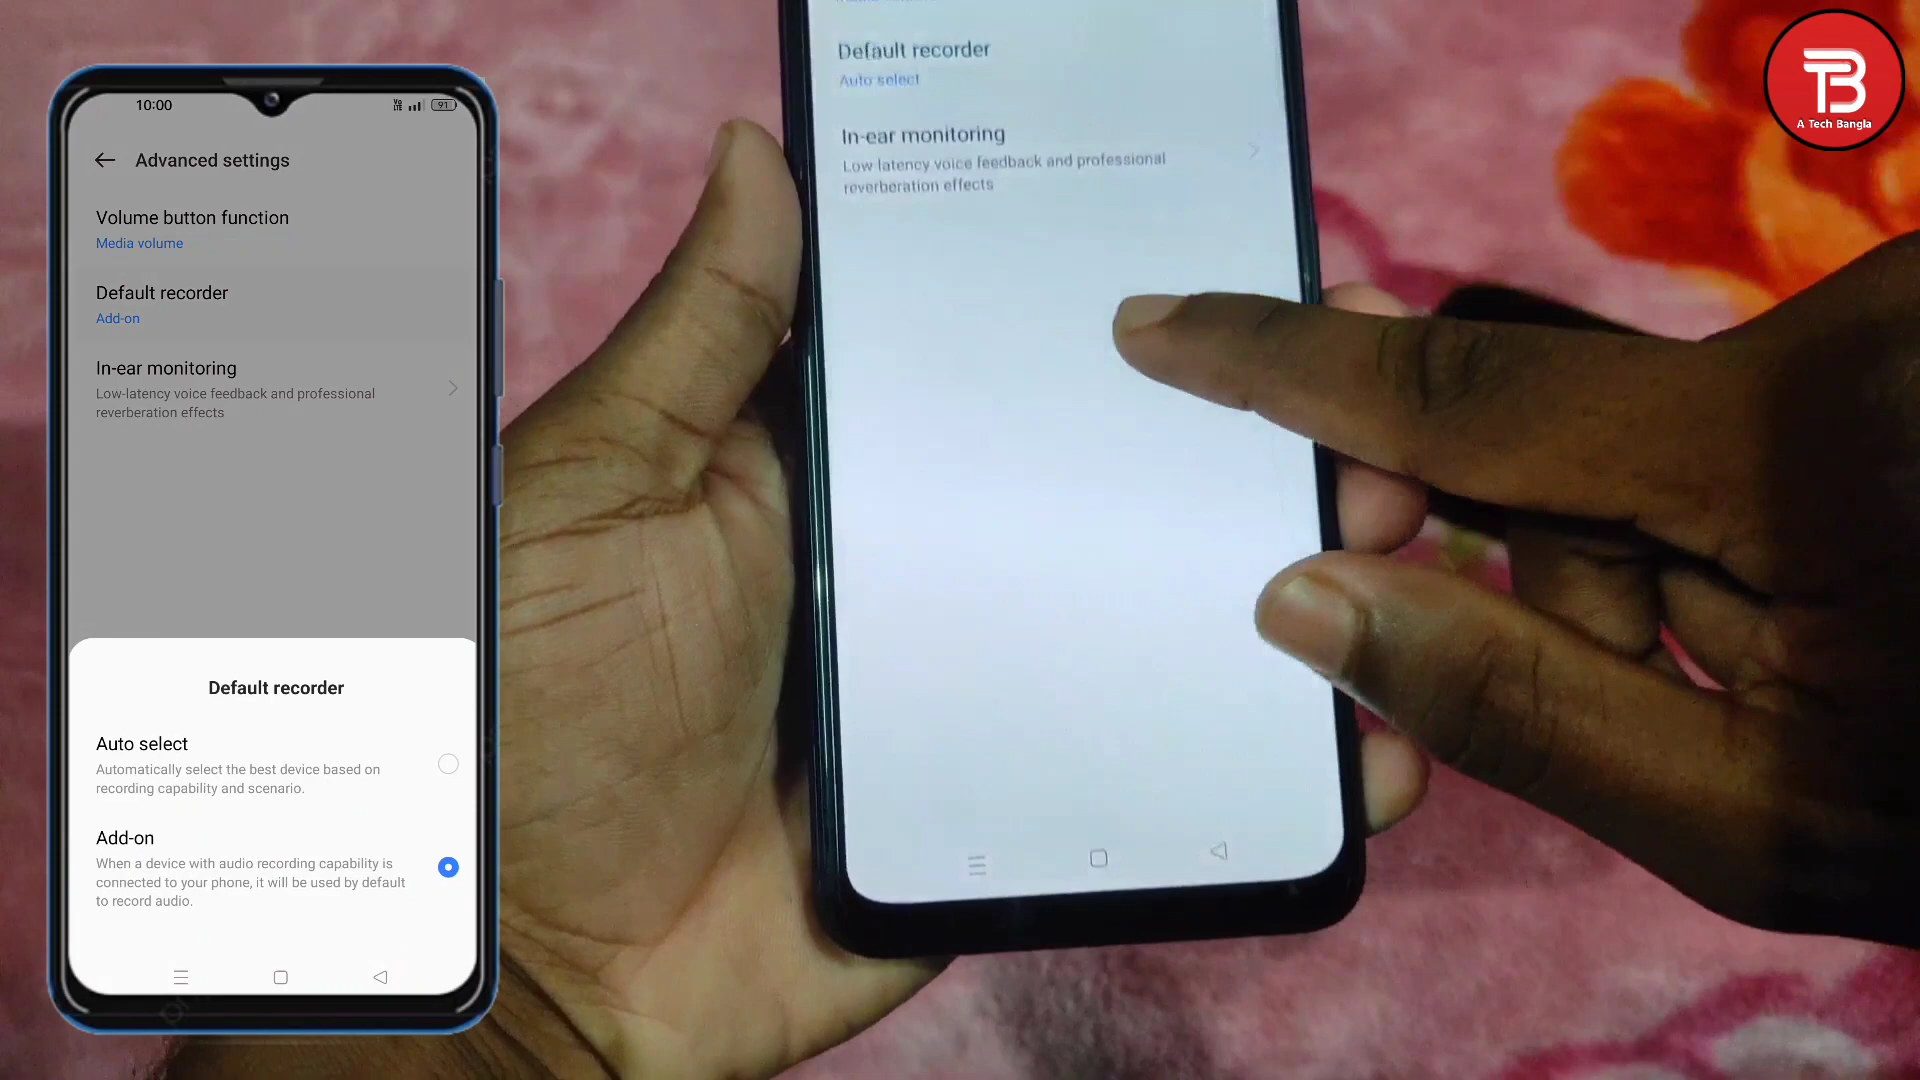 10:00
Vo LTE
91
Advanced settings
Volume button function
Media volume
Default recorder
Add-on
In-ear monitoring
Low-latency voice feedback and professional
reverberation effects
Default recorder
Auto select
Automatically select the best device based on
recording capability and scenario.
Add-on
When a device with audio recording capability is
connected to your phone, it will be used by default
to record audio.
Default recorder
Auto select
In-ear monitoring
Low latency voice feedback and professional
reverberation effects
TB
A Tech Bangla